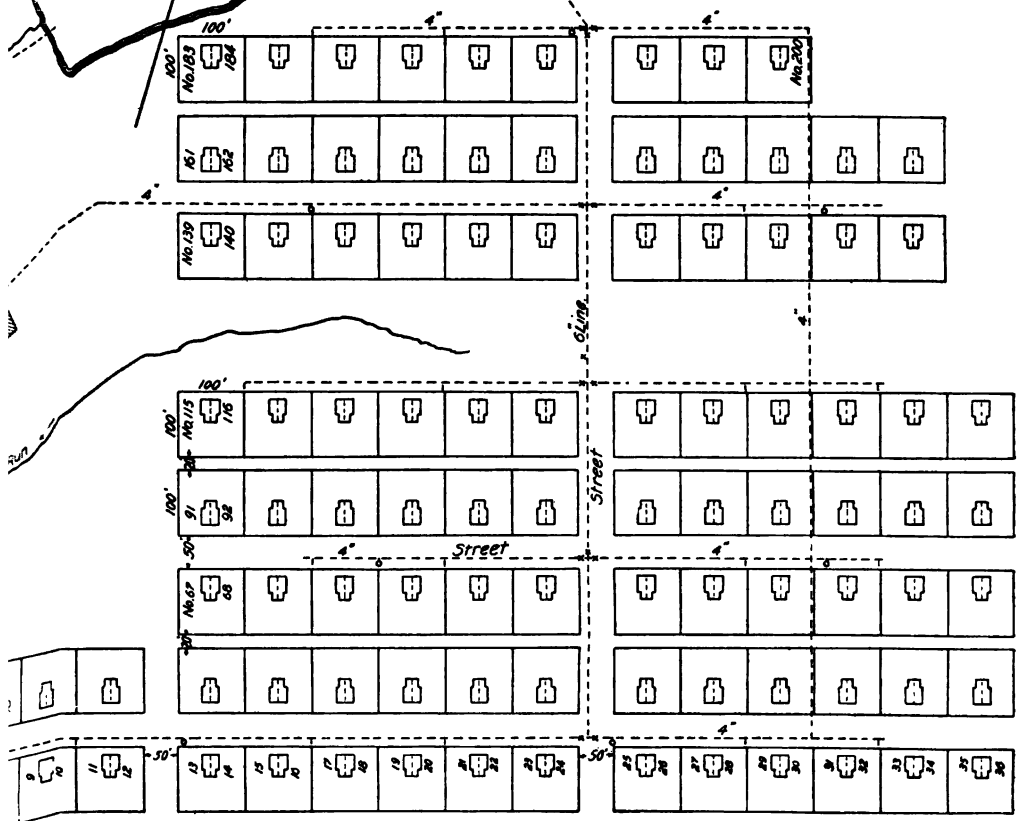 4" 4"
100'
100' No.183 184 No.200
161 162
4" 4"
No.139 140
6" Line
4"
100'
100' No.115 116
20'
100' 91 92
Street
50' 4" Street 4"
No.67 68
20'
4"
9 10 11 12 50' 13 14 15 16 17 18 19 20 21 22 23 24 50' 25 26 27 28 29 30 31 32 33 34 35 36
Run